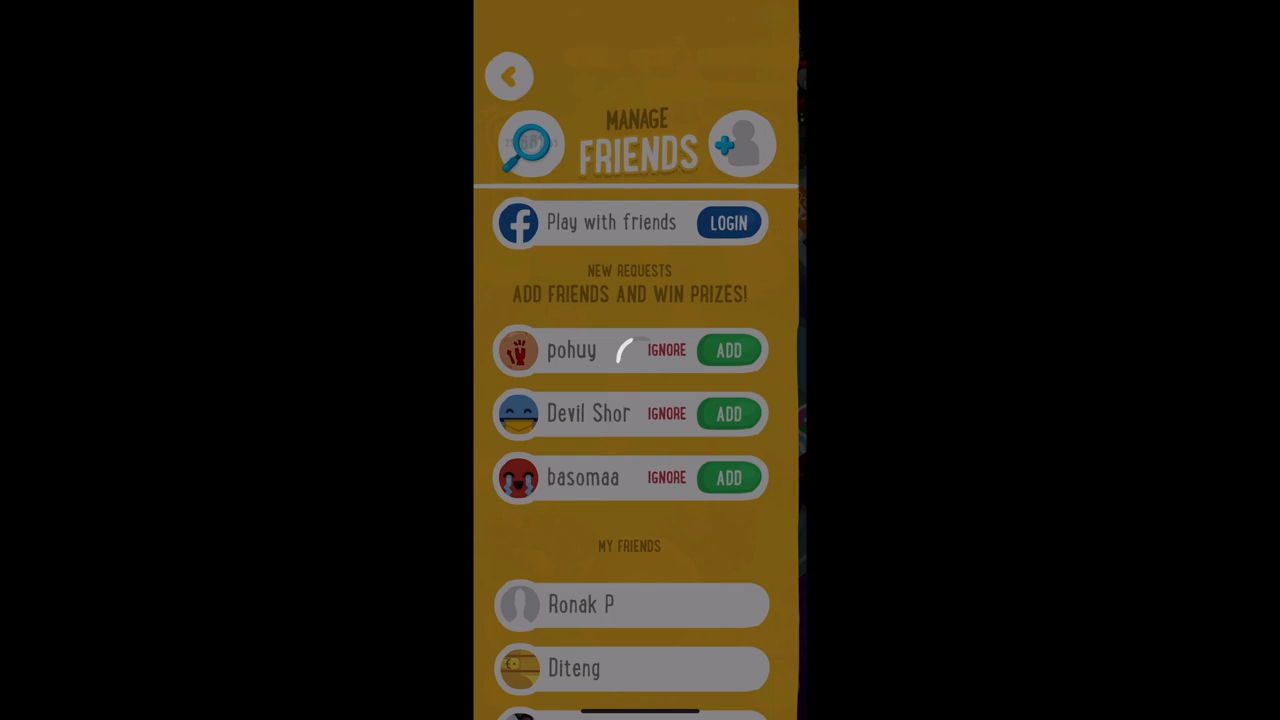 MANAGE
FRIENDS
Play with friends LOGIN
NEW REQUESTS
ADD FRIENDS AND WIN PRIZES!
pohuy IGNORE ADD
Devil Shor IGNORE ADD
basomaa IGNORE ADD
MY FRIENDS
Ronak P
Diteng